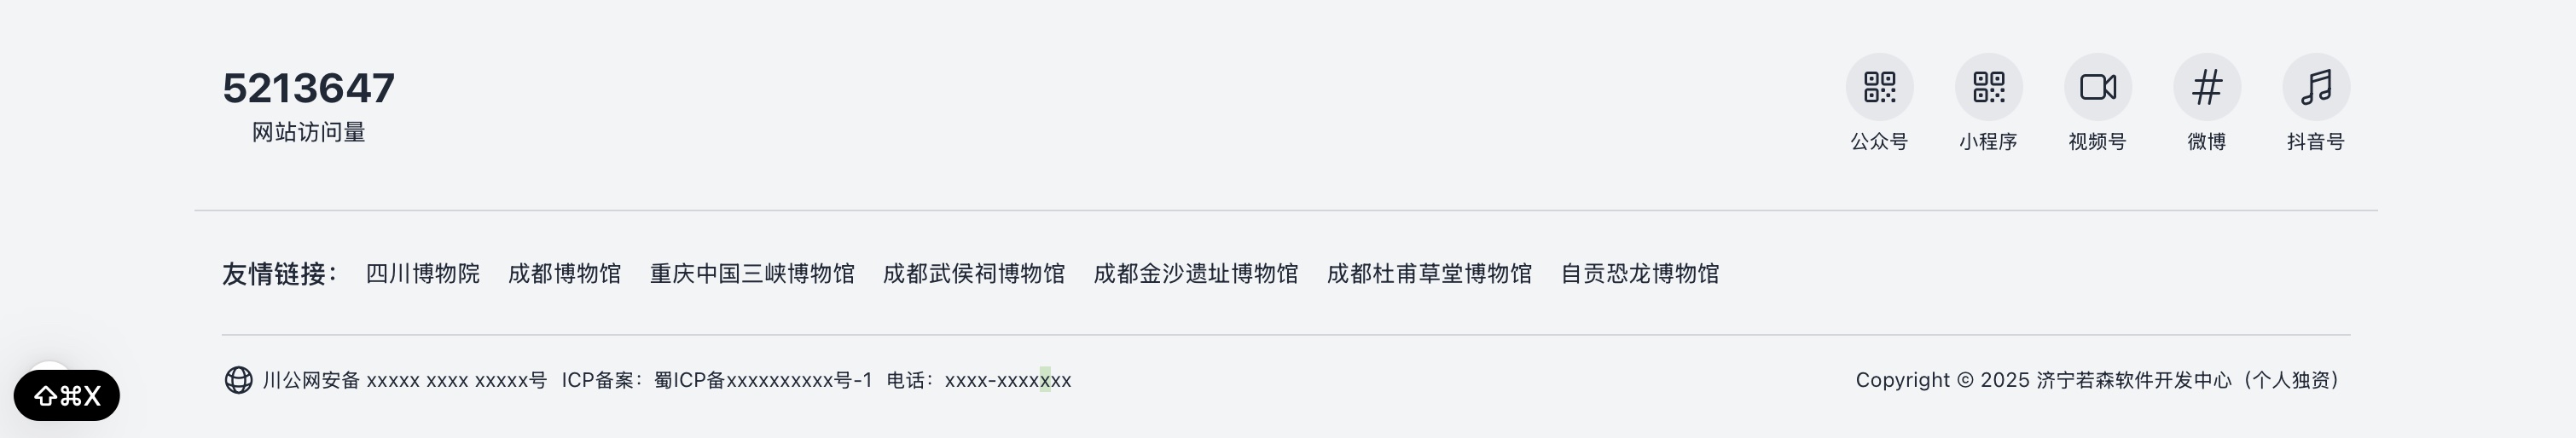 5213647
网站访问量
公众号 小程序 视频号 微博 抖音号
友情链接： 四川博物院 成都博物馆 重庆中国三峡博物馆 成都武侯祠博物馆 成都金沙遗址博物馆 成都杜甫草堂博物馆 自贡恐龙博物馆
川公网安备 xxxxx xxxx xxxxx号 ICP备案：蜀ICP备xxxxxxxxxx号-1 电话：xxxx-xxxxxxx Copyright © 2025 济宁若森软件开发中心（个人独资）
⇧⌘X